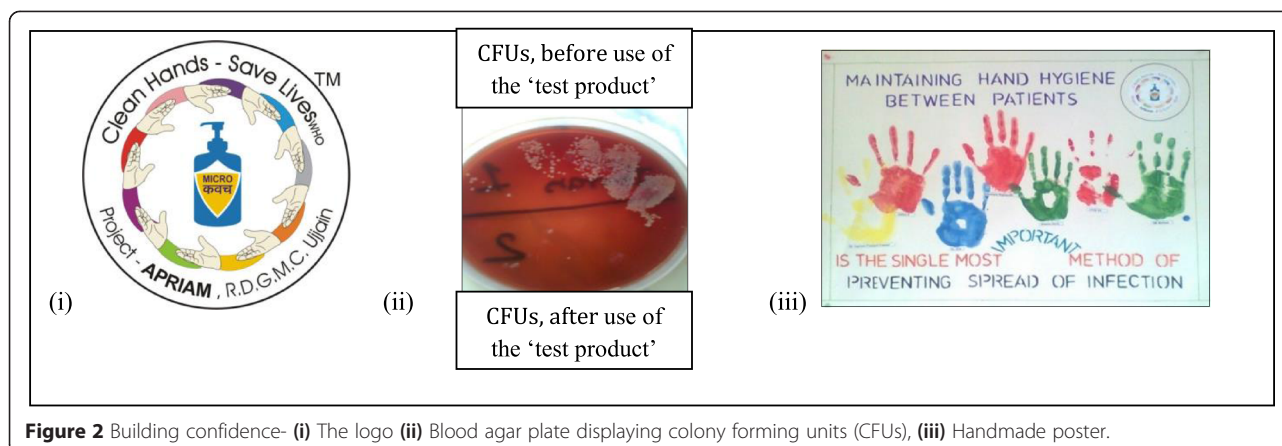 Clean Hands - Save Lives WHO
TM
MICRO
कवच
Project - APRIAM, R.D.G.M.C. Ujjain
(i)
CFUs, before use of
the ‘test product’
1
2
CFUs, after use of
the ‘test product’
(ii)
MAINTAINING HAND HYGIENE
BETWEEN PATIENTS
IMPORTANT
IS THE SINGLE MOST METHOD OF
PREVENTING SPREAD OF INFECTION
(iii)
Figure 2 Building confidence- (i) The logo (ii) Blood agar plate displaying colony forming units (CFUs), (iii) Handmade poster.